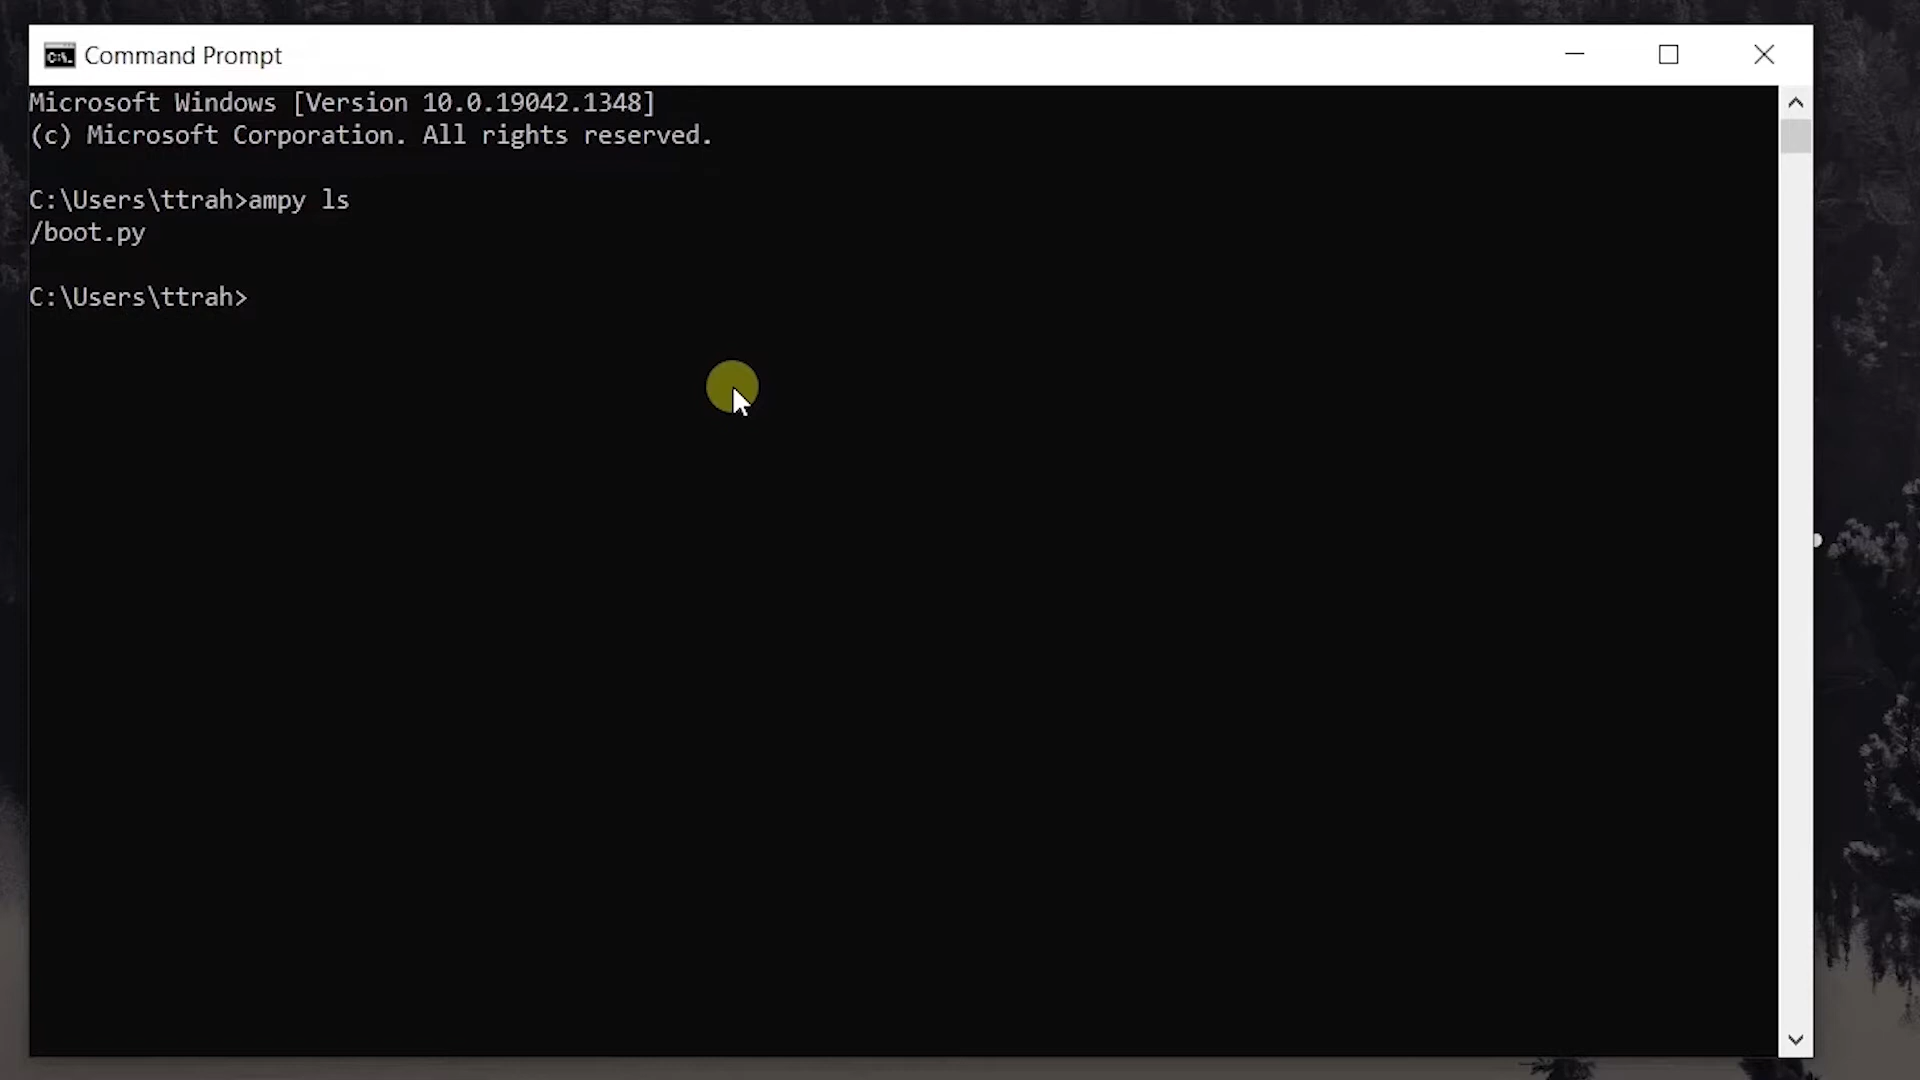 Command Prompt
Microsoft Windows [Version 10.0.19042.1348]
(c) Microsoft Corporation. All rights reserved.
C:\Users\ttrah>ampy ls
/boot.py
C:\Users\ttrah>